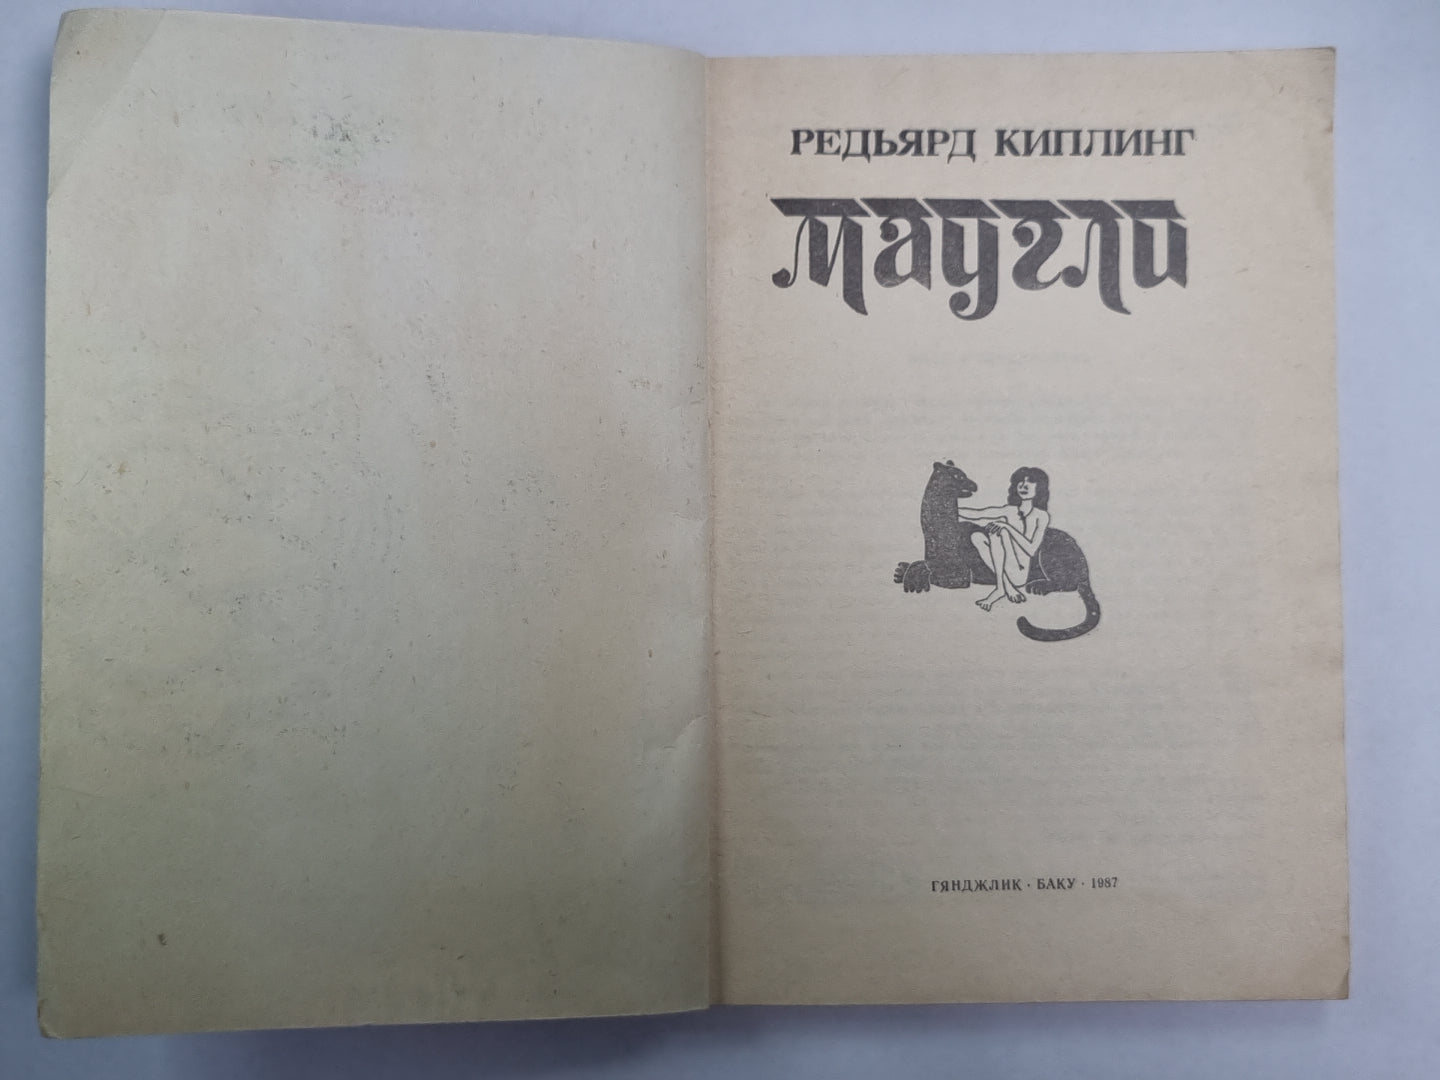 РЕДЬЯРД КИПЛИНГ
маугли
ГЯНДЖЛИК · БАКУ · 1987